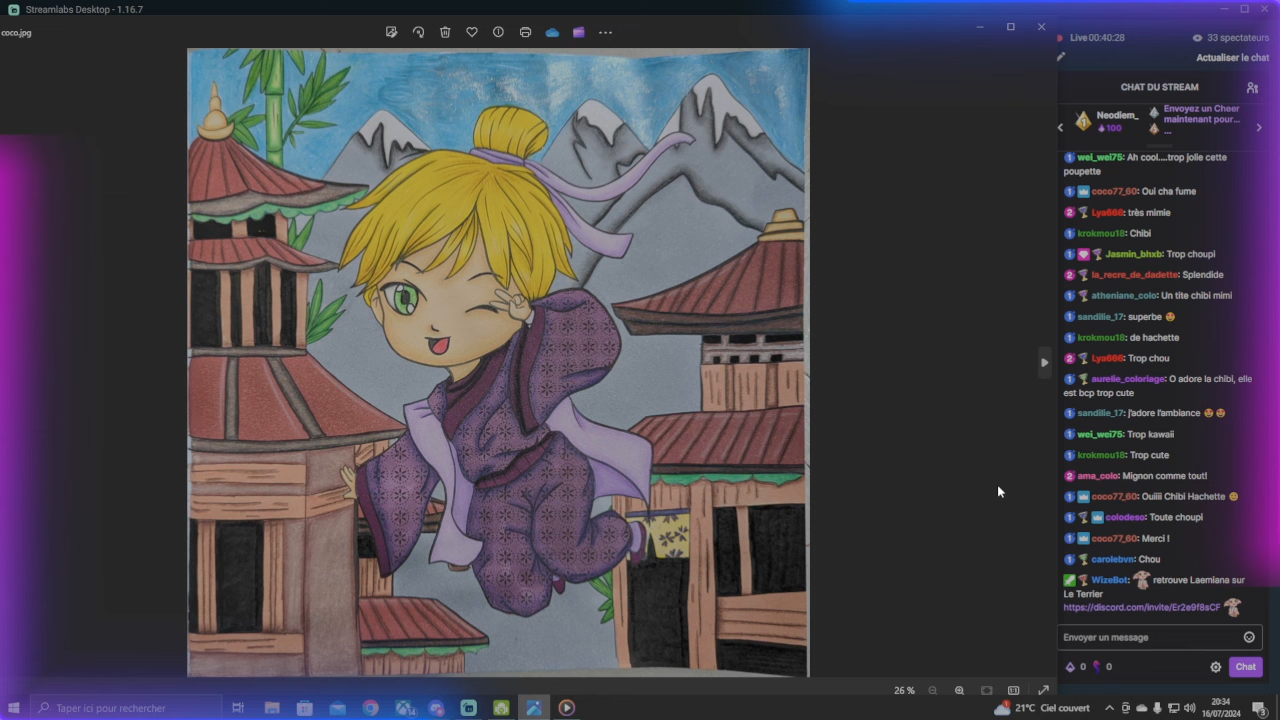 Streamlabs Desktop - 1.16.7
coco.jpg
Live 00:40:28
33 spectateurs
Actualiser le chat
CHAT DU STREAM
Neodiem_
100
Envoyez un Cheer
maintenant pour...
...
wei_wei75: Ah cool....trop jolie cette
poupette
coco77_60: Oui cha fume
Lya666: très mimie
krokmou18: Chibi
Jasmin_bhxb: Trop choupi
la_recre_de_dadette: Splendide
atheniane_colo: Un tite chibi mimi
sandilie_17: superbe
krokmou18: de hachette
Lya666: Trop chou
aurelie_coloriage: O adore la chibi, elle
est bcp trop cute
sandilie_17: j'adore l'ambiance
wei_wei75: Trop kawaii
krokmou18: Trop cute
ama_colo: Mignon comme tout!
coco77_60: Ouiiii Chibi Hachette
colodeso: Toute choupi
coco77_60: Merci !
carolebvn: Chou
WizeBot: retrouve Laemiana sur
Le Terrier
https://discord.com/invite/Er2e9f8sCF
Envoyer un message
0 0
Chat
26 %
Taper ici pour rechercher
21°C Ciel couvert
20:34
16/07/2024